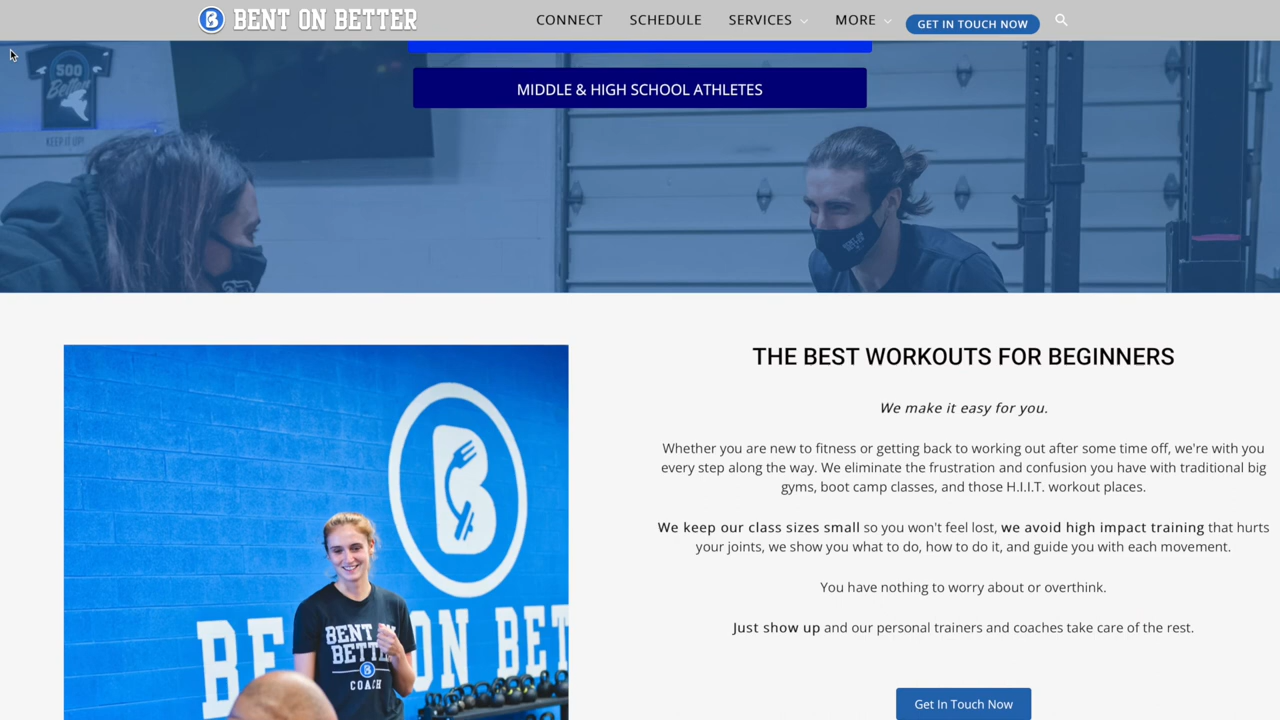 BENT ON BETTER
CONNECT
SCHEDULE
SERVICES
MORE
GET IN TOUCH NOW
500
Better
KEEP IT UP!
MIDDLE & HIGH SCHOOL ATHLETES
THE BEST WORKOUTS FOR BEGINNERS
We make it easy for you.
Whether you are new to fitness or getting back to working out after some time off, we're with you
every step along the way. We eliminate the frustration and confusion you have with traditional big
gyms, boot camp classes, and those H.I.I.T. workout places.
We keep our class sizes small so you won't feel lost, we avoid high impact training that hurts
your joints, we show you what to do, how to do it, and guide you with each movement.
You have nothing to worry about or overthink.
Just show up and our personal trainers and coaches take care of the rest.
Get In Touch Now
B
BE ON BET
BENT
BETT
COACH